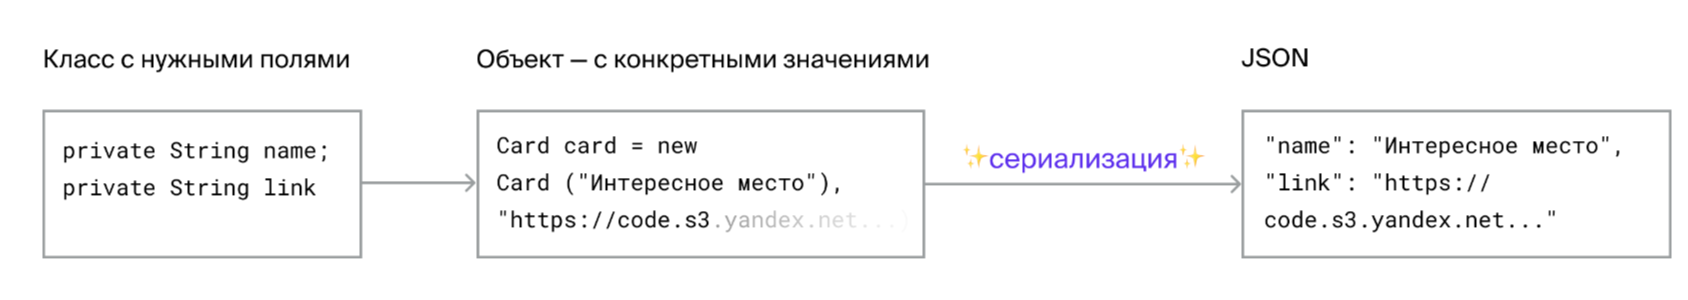 Класс с нужными полями
private String name;
private String link
Объект — с конкретными значениями
Card card = new
Card ("Интересное место"),
"https://code.s3.yandex.net...)
✨сериализация✨
JSON
"name": "Интересное место",
"link": "https://
code.s3.yandex.net..."